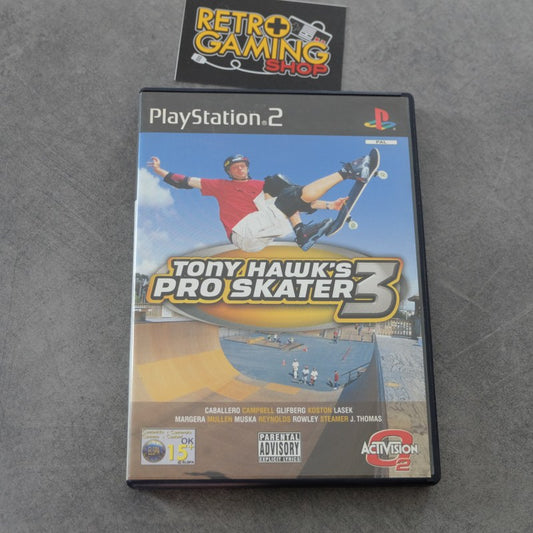 RETRO
GAMING
SHOP
PlayStation®2
PAL
TONY HAWK'S
PRO SKATER 3
CABALLERO CAMPBELL GLIFBERG KOSTON LASEK
MARGERA MULLEN MUSKA REYNOLDS ROWLEY STEAMER J. THOMAS
OK
15
PARENTAL
ADVISORY
EXPLICIT LYRICS
ACTIVISION
O2